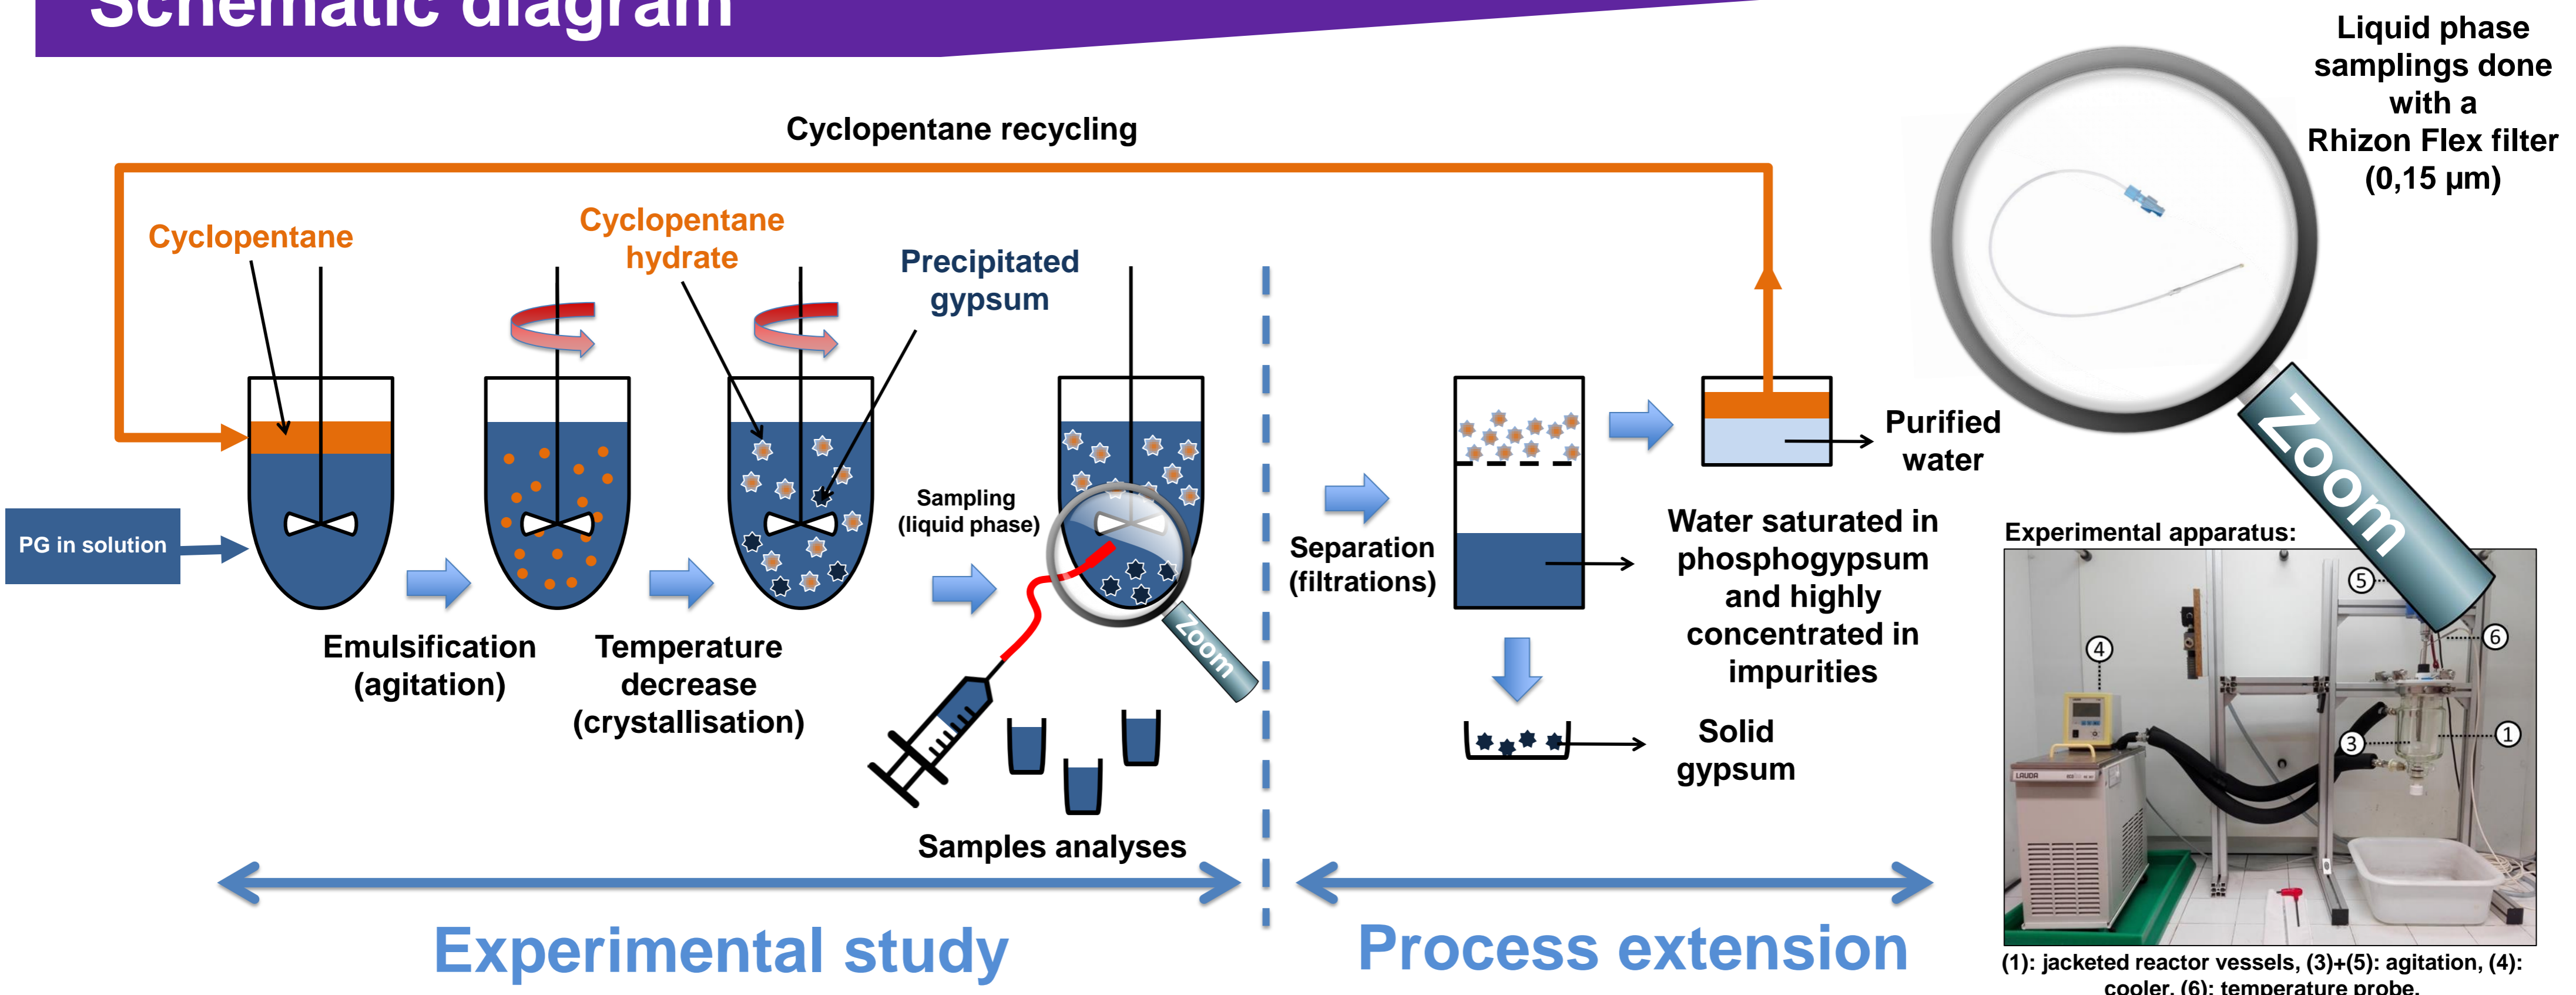 Schematic diagram
Liquid phase
samplings done
with a
Rhizon Flex filter
(0,15 µm)
Cyclopentane recycling
Cyclopentane
Cyclopentane
hydrate
Precipitated
gypsum
PG in solution
Emulsification
(agitation)
Temperature
decrease
(crystallisation)
Sampling
(liquid phase)
Zoom
Samples analyses
Separation
(filtrations)
Purified
water
Water saturated in
phosphogypsum
and highly
concentrated in
impurities
Solid
gypsum
Zoom
Experimental apparatus:
5
6
4
3
1
LAUDA
Experimental study
Process extension
(1): jacketed reactor vessels, (3)+(5): agitation, (4):
cooler, (6): temperature probe.